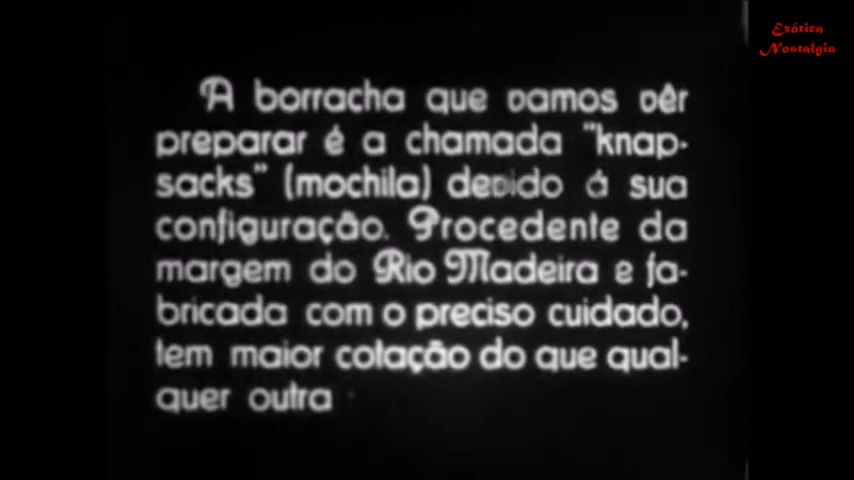 Exótica
Nostalgia
A borracha que vamos vêr
preparar é a chamada "knap-
sacks" (mochila) devido á sua
configuração. Procedente da
margem do Rio Madeira e fa-
bricada com o preciso cuidado,
tem maior cotação do que qual-
quer outra